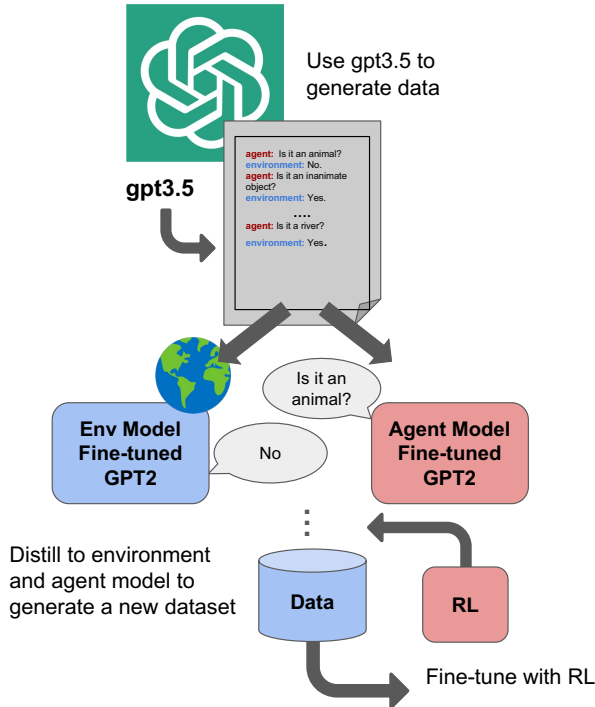 Use gpt3.5 to
generate data
gpt3.5
agent: Is it an animal?
environment: No.
agent: Is it an inanimate
object?
environment: Yes.
....
agent: Is it a river?
environment: Yes.
Is it an
animal?
Env Model
Fine-tuned
GPT2
No
Agent Model
Fine-tuned
GPT2
Distill to environment
and agent model to
generate a new dataset
Data
RL
Fine-tune with RL